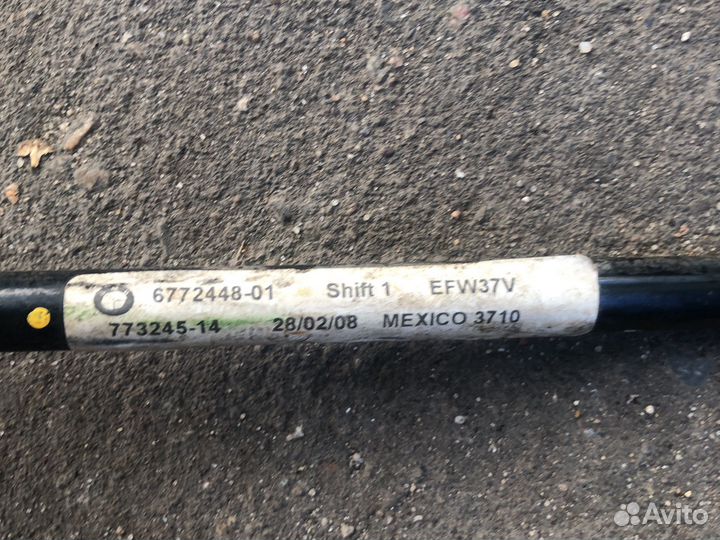 6772448-01 Shift 1 EFW37V
773245-14 28/02/08 MEXICO 3710
Avito